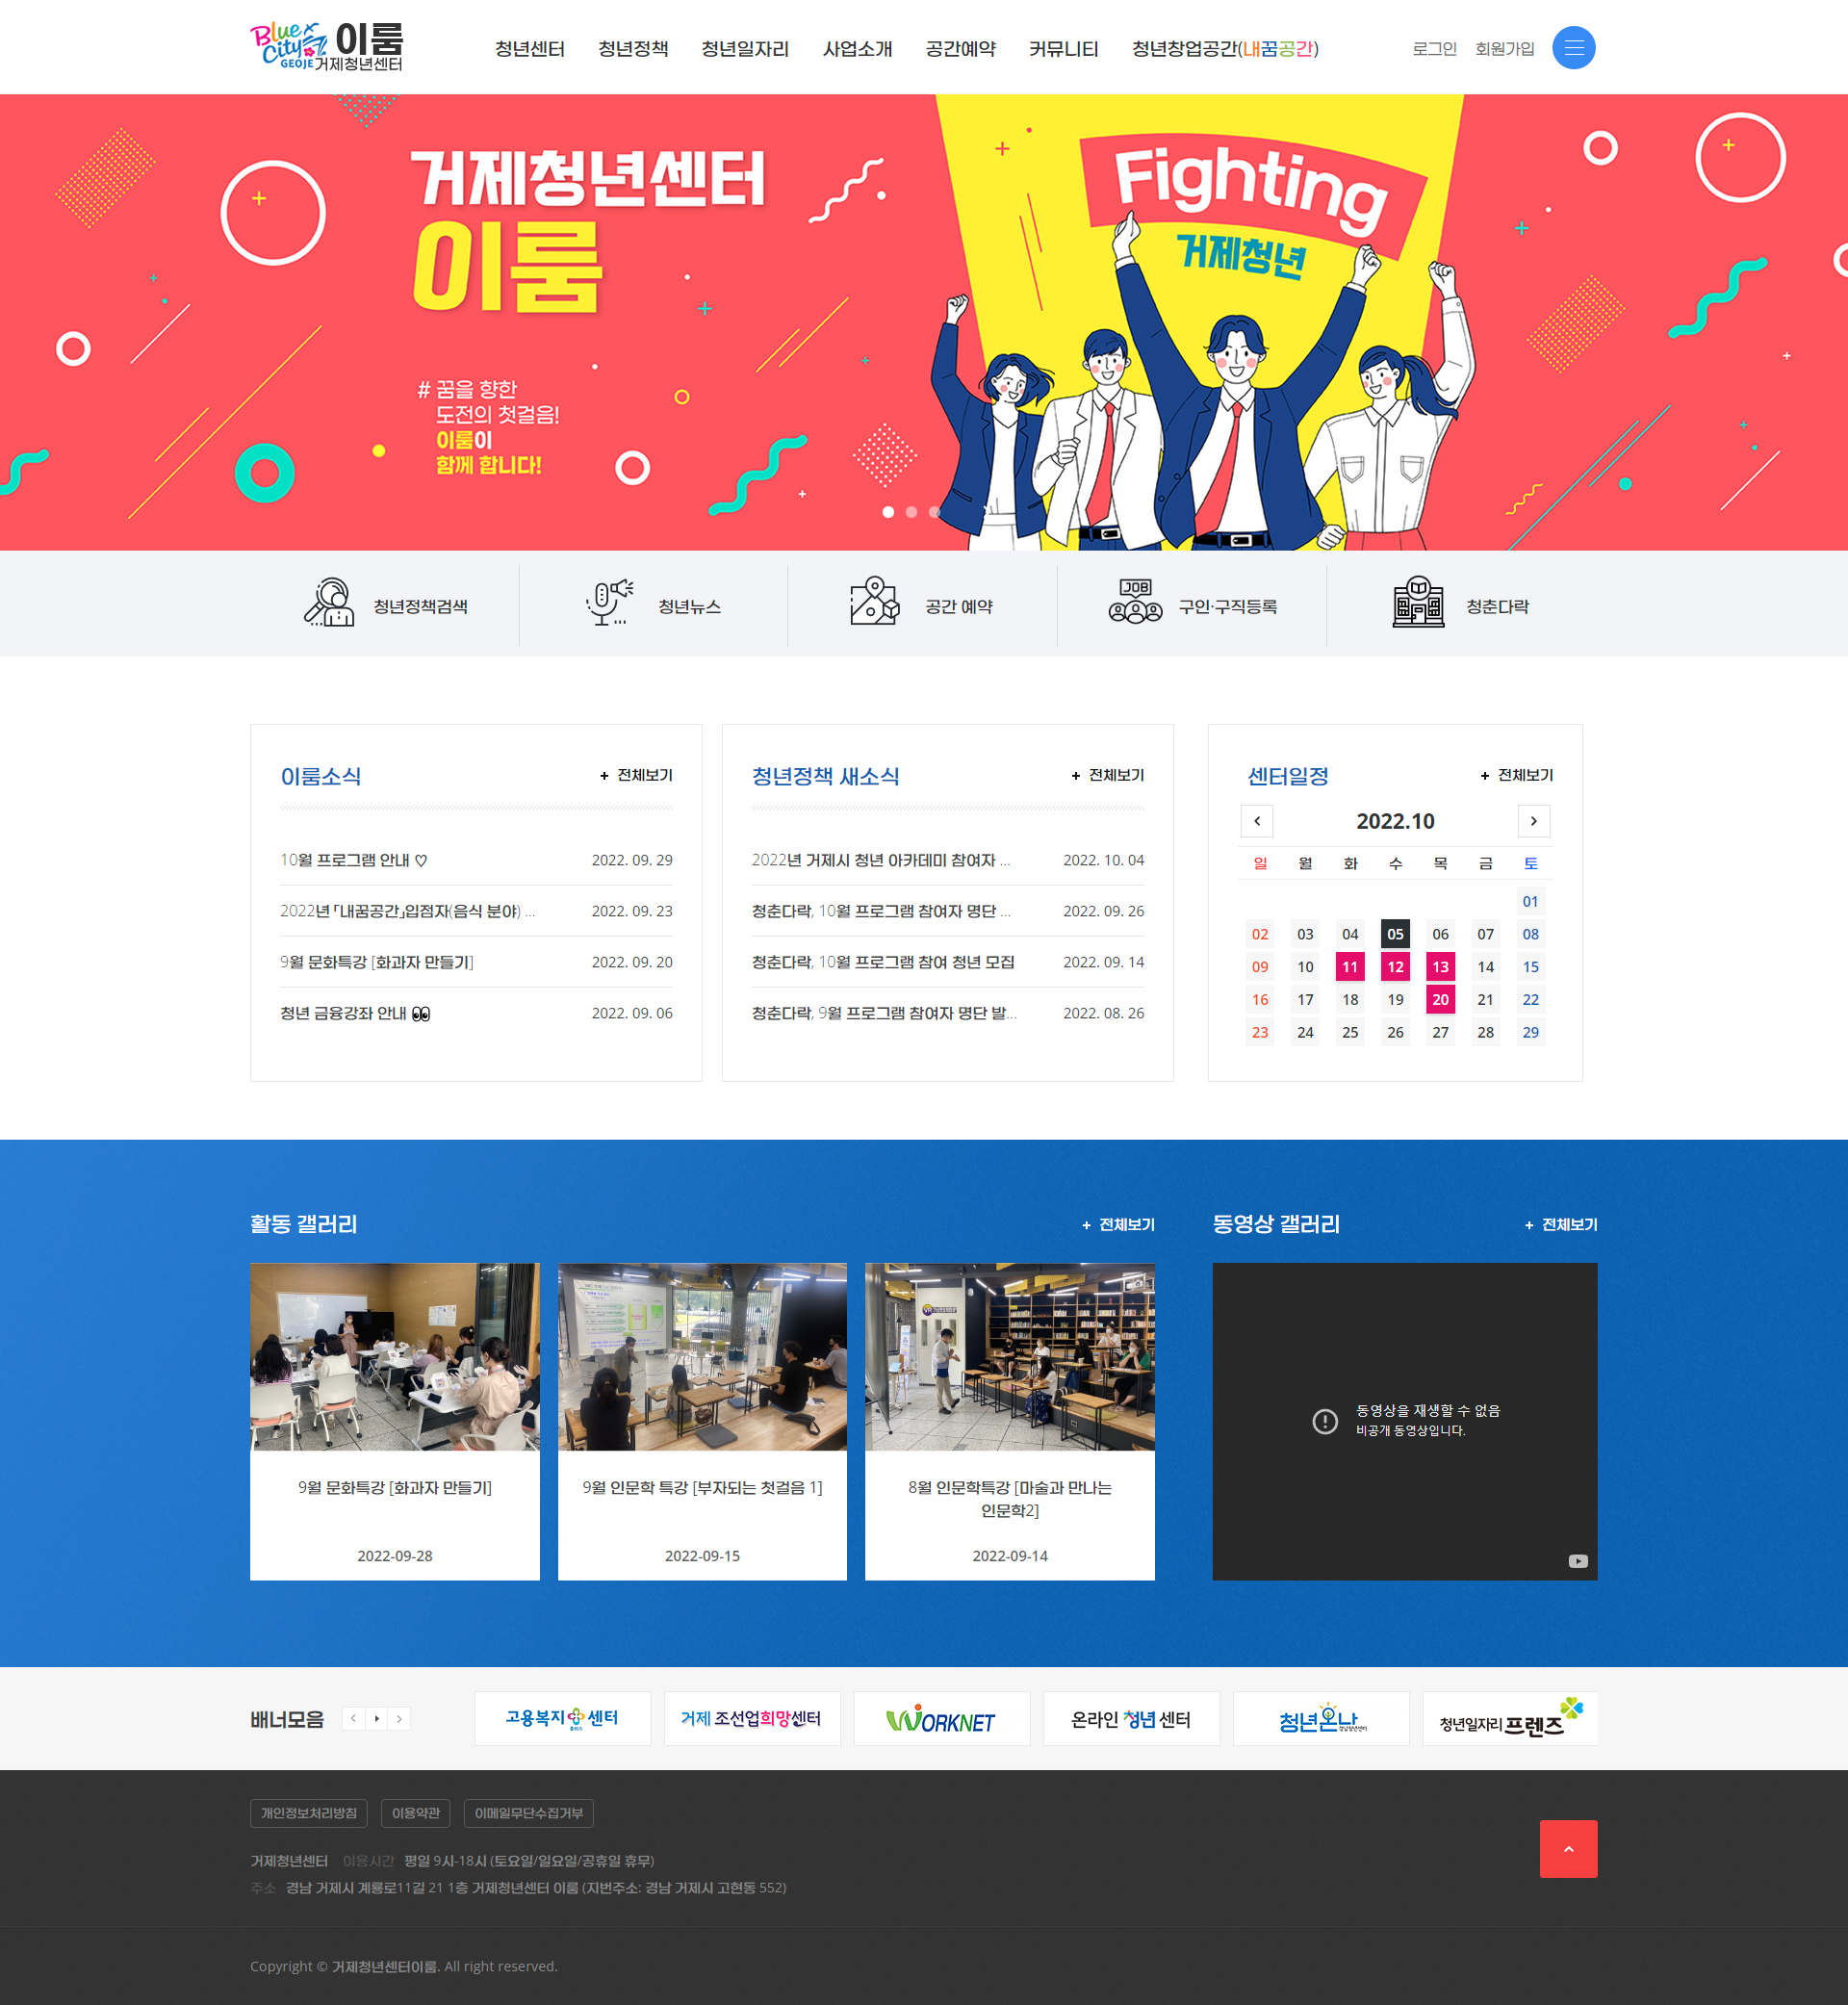 Blue City GEOJE 이룸
거제청년센터
청년센터 청년정책 청년일자리 사업소개 공간예약 커뮤니티 청년창업공간(내꿈공간)
로그인 회원가입
거제청년센터
이룸
# 꿈을 향한
도전의 첫걸음!
이룸이
함께 합니다!
Fighting
거제청년
청년정책검색
청년뉴스
공간 예약
JOB
구인·구직등록
청춘다락
이룸소식
+ 전체보기
10월 프로그램 안내 ♡ 2022. 09. 29
2022년 「내꿈공간」입점자(음식 분야) ... 2022. 09. 23
9월 문화특강 [화과자 만들기] 2022. 09. 20
청년 금융강좌 안내 👀 2022. 09. 06
청년정책 새소식
+ 전체보기
2022년 거제시 청년 아카데미 참여자 ... 2022. 10. 04
청춘다락, 10월 프로그램 참여자 명단 ... 2022. 09. 26
청춘다락, 10월 프로그램 참여 청년 모집 2022. 09. 14
청춘다락, 9월 프로그램 참여자 명단 발... 2022. 08. 26
센터일정
+ 전체보기
2022.10
일 월 화 수 목 금 토
01
02 03 04 05 06 07 08
09 10 11 12 13 14 15
16 17 18 19 20 21 22
23 24 25 26 27 28 29
활동 갤러리
+ 전체보기
9월 문화특강 [화과자 만들기]
2022-09-28
9월 인문학 특강 [부자되는 첫걸음 1]
2022-09-15
VR
8월 인문학특강 [마술과 만나는
인문학2]
2022-09-14
동영상 갤러리
+ 전체보기
동영상을 재생할 수 없음
비공개 동영상입니다.
배너모음
고용복지 센터
거제 조선업희망센터
WORKNET
온라인 청년 센터
청년온나
청년일자리 프렌즈
개인정보처리방침 이용약관 이메일무단수집거부
거제청년센터 이용시간 평일 9시-18시 (토요일/일요일/공휴일 휴무)
주소 경남 거제시 계룡로11길 21 1층 거제청년센터 이룸 (지번주소: 경남 거제시 고현동 552)
Copyright © 거제청년센터이룸. All right reserved.